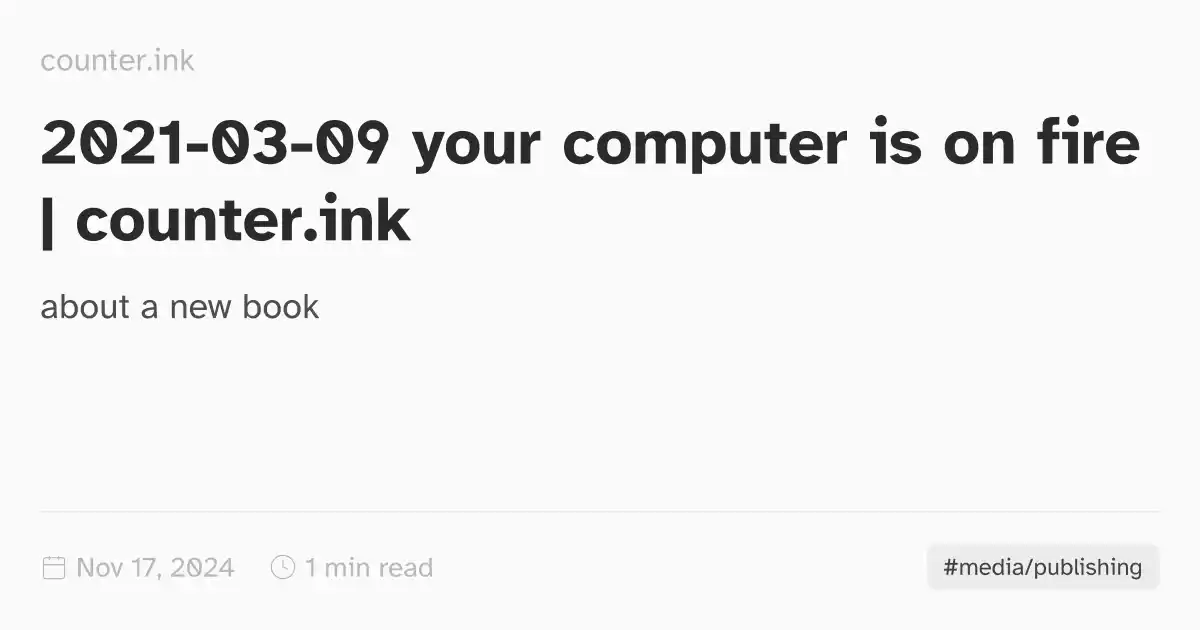 counter.ink
2021-03-09 your computer is on fire
| counter.ink
about a new book
Nov 17, 2024
1 min read
#media/publishing